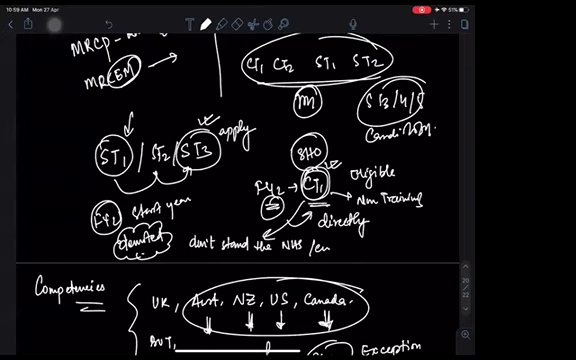 10:59 AM Mon 27 Apr
MRCP -
MRCEM →
CT1 CT2 ST1 ST2
ST3/4/5
ST1 / ST2 / ST3 apply
SHO
FY2 → CT1 eligible
→ Non Training
directly
FY2 start year
don't stand the NHS /
Competencies
UK, Aust, NZ, US, Canada.
BUT,
Exception
20
22